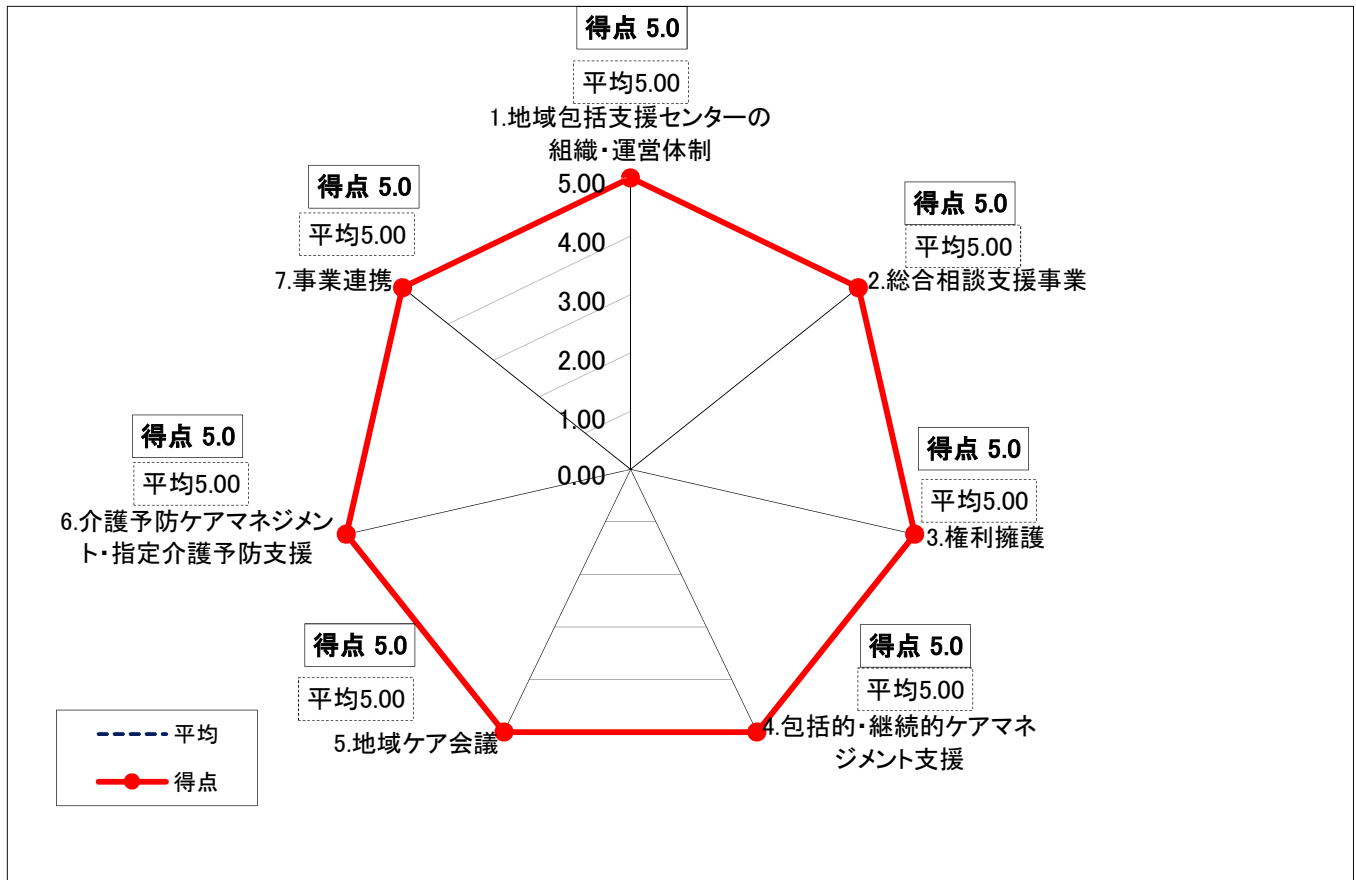 得点 5.0
平均5.00
1.地域包括支援センターの
組織・運営体制
得点 5.0
平均5.00
2.総合相談支援事業
得点 5.0
平均5.00
3.権利擁護
得点 5.0
平均5.00
4.包括的・継続的ケアマネ
ジメント支援
得点 5.0
平均5.00
5.地域ケア会議
得点 5.0
平均5.00
6.介護予防ケアマネジメン
ト・指定介護予防支援
得点 5.0
平均5.00
7.事業連携
5.00
4.00
3.00
2.00
1.00
0.00
平均
得点